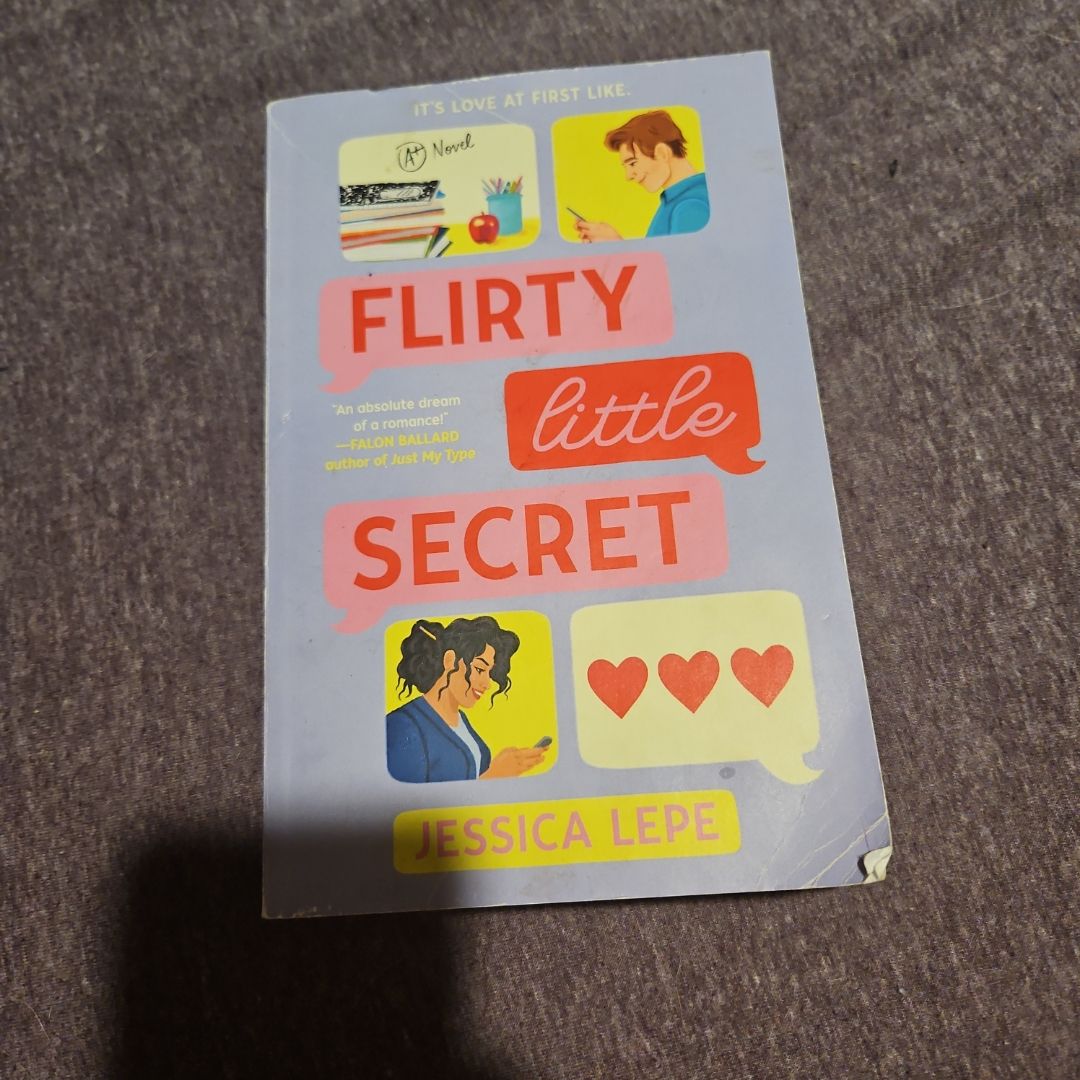 IT'S LOVE AT FIRST LIKE.
A+ Novel
FLIRTY
little
"An absolute dream
of a romance!"
—FALON BALLARD
author of Just My Type
SECRET
JESSICA LEPE